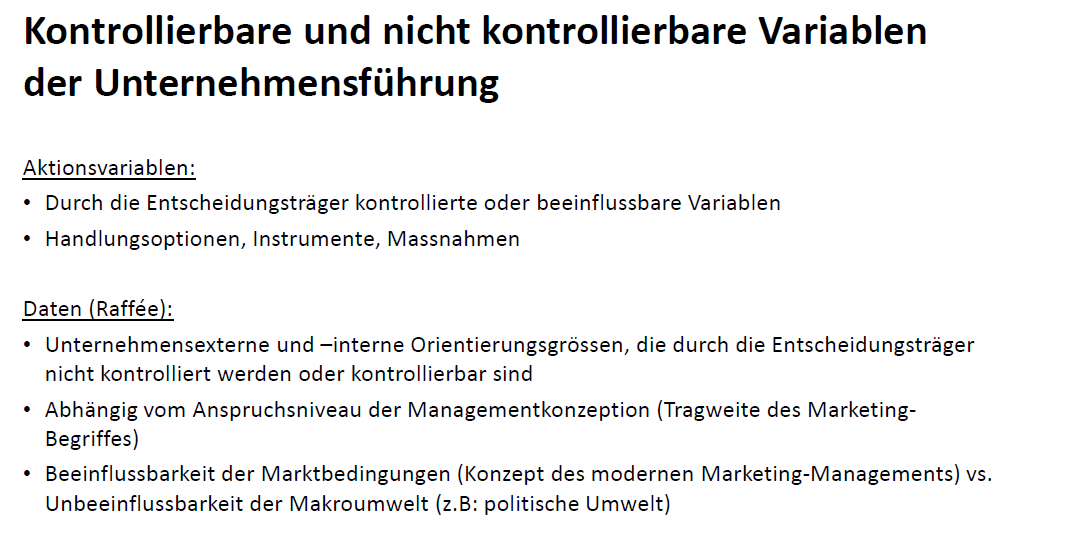 Kontrollierbare und nicht kontrollierbare Variablen
der Unternehmensführung
Aktionsvariablen:
• Durch die Entscheidungsträger kontrollierte oder beeinflussbare Variablen
• Handlungsoptionen, Instrumente, Massnahmen
Daten (Raffée):
• Unternehmensexterne und –interne Orientierungsgrössen, die durch die Entscheidungsträger
nicht kontrolliert werden oder kontrollierbar sind
• Abhängig vom Anspruchsniveau der Managementkonzeption (Tragweite des Marketing-
Begriffes)
• Beeinflussbarkeit der Marktbedingungen (Konzept des modernen Marketing-Managements) vs.
Unbeeinflussbarkeit der Makroumwelt (z.B: politische Umwelt)